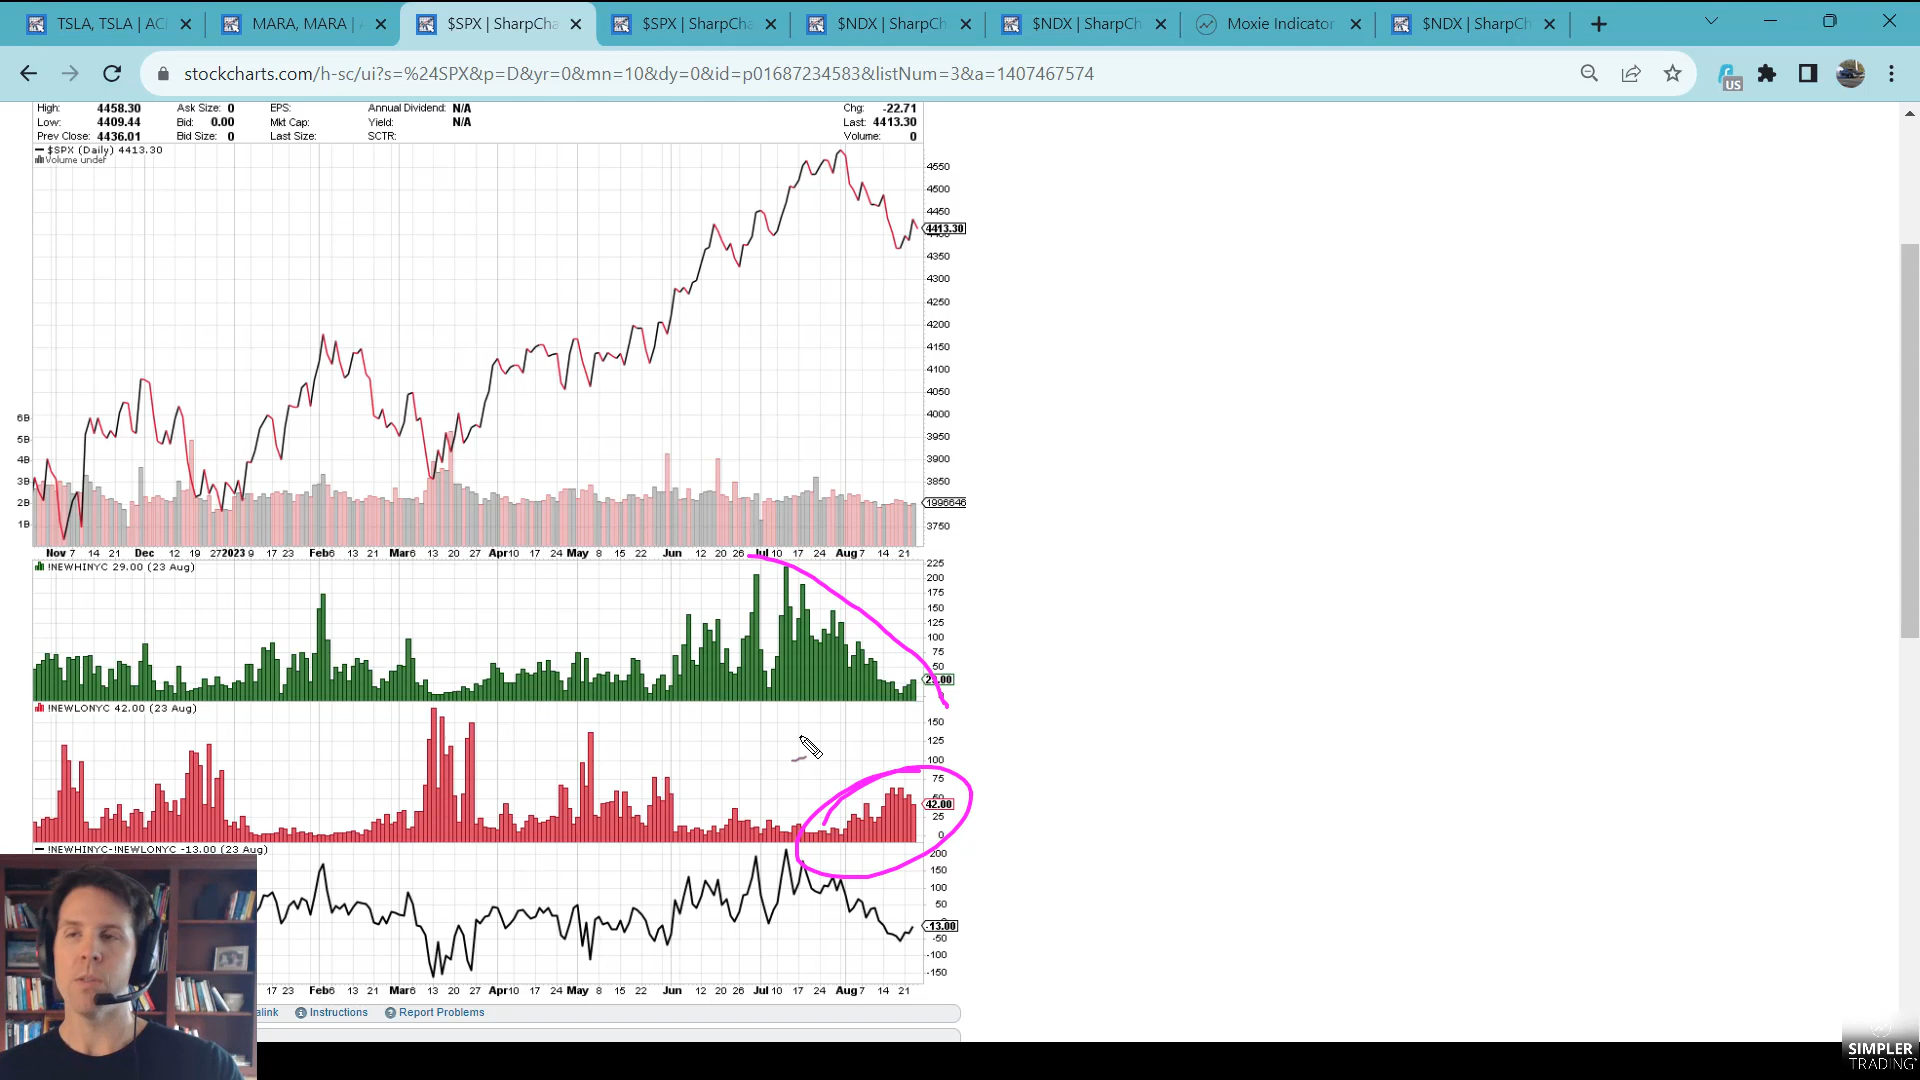 TSLA, TSLA | AC
MARA, MARA |
$SPX | SharpCha
$SPX | SharpCha
$NDX | SharpCh
$NDX | SharpCh
Moxie Indicator
$NDX | SharpCh
stockcharts.com/h-sc/ui?s=%24SPX&p=D&yr=0&mn=10&dy=0&id=p01687234583&listNum=3&a=1407467574
US
High: 4458.30 Ask Size: 0 EPS: Annual Dividend: N/A Chg: -22.71
Low: 4409.44 Bid: 0.00 Mkt Cap: Yield: N/A Last: 4413.30
Prev Close: 4436.01 Bid Size: 0 Last Size: SCTR: Volume: 0
$SPX (Daily) 4413.30
Volume undef
4550
4500
4450
4413.30
4400
4350
4300
4250
4200
4150
4100
4050
4000
3950
3900
3850
3750
6B
5B
4B
3B
2B
1B
1996646
Nov 7 14 21 Dec 12 19 27 2023 9 17 23 Feb 6 13 21 Mar 6 13 20 27 Apr 10 17 24 May 8 15 22 Jun 12 20 26 Jul 10 17 24 Aug 7 14 21
!NEWHINYC 29.00 (23 Aug)
225
200
175
150
125
100
75
50
!NEWLONYC 42.00 (23 Aug)
150
125
100
75
50
42.00
25
0
!NEWHINYC-!NEWLONYC -13.00 (23 Aug)
200
150
100
50
0
-13.00
-50
-100
-150
17 23 Feb 6 13 21 Mar 6 13 20 27 Apr 10 17 24 May 8 15 22 Jun 12 20 26 Jul 10 17 24 Aug 7 14 21
alink Instructions Report Problems
SIMPLER
TRADING